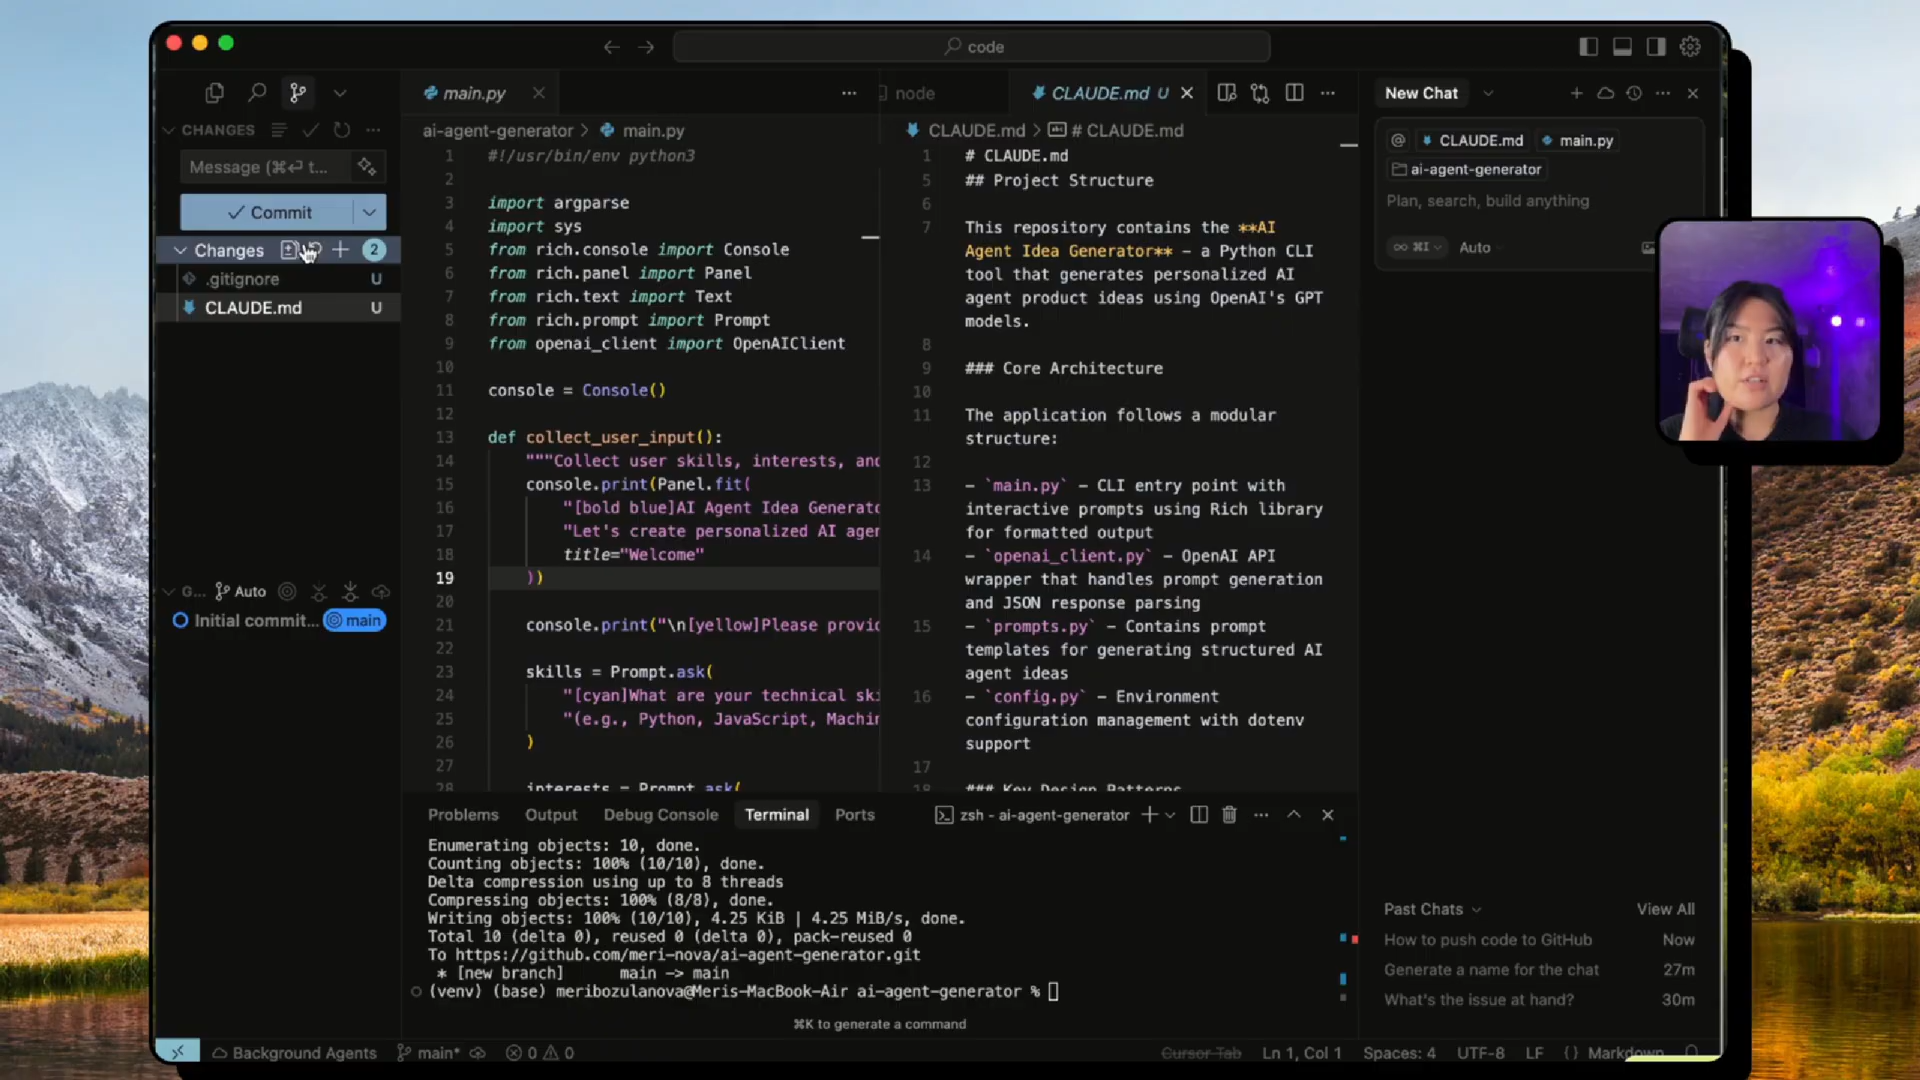 code
CHANGES
Message (⌘⏎ t...
Commit
Changes
2
.gitignore U
CLAUDE.md U
G... Auto
Initial commit... main
main.py
ai-agent-generator > main.py
1 #!/usr/bin/env python3
2
3 import argparse
4 import sys
5 from rich.console import Console
6 from rich.panel import Panel
7 from rich.text import Text
8 from rich.prompt import Prompt
9 from openai_client import OpenAIClient
10
11 console = Console()
12
13 def collect_user_input():
14 """Collect user skills, interests, and
15 console.print(Panel.fit(
16 "[bold blue]AI Agent Idea Generato
17 "Let's create personalized AI agen
18 title="Welcome"
19 ))
20
21 console.print("\n[yellow]Please provid
22
23 skills = Prompt.ask(
24 "[cyan]What are your technical ski
25 "(e.g., Python, JavaScript, Machin
26 )
27
28 interests = Prompt.ask(
node
CLAUDE.md U
CLAUDE.md > # CLAUDE.md
1 # CLAUDE.md
5 ## Project Structure
6
7 This repository contains the **AI
Agent Idea Generator** – a Python CLI
tool that generates personalized AI
agent product ideas using OpenAI's GPT
models.
8
9 ### Core Architecture
10
11 The application follows a modular
structure:
12
13 – `main.py` – CLI entry point with
interactive prompts using Rich library
for formatted output
14 – `openai_client.py` – OpenAI API
wrapper that handles prompt generation
and JSON response parsing
15 – `prompts.py` – Contains prompt
templates for generating structured AI
agent ideas
16 – `config.py` – Environment
configuration management with dotenv
support
17
18 ### Key Design Patterns
Problems Output Debug Console Terminal Ports
zsh - ai-agent-generator
Enumerating objects: 10, done.
Counting objects: 100% (10/10), done.
Delta compression using up to 8 threads
Compressing objects: 100% (8/8), done.
Writing objects: 100% (10/10), 4.25 KiB | 4.25 MiB/s, done.
Total 10 (delta 0), reused 0 (delta 0), pack-reused 0
To https://github.com/meri-nova/ai-agent-generator.git
* [new branch] main -> main
(venv) (base) meribozulanova@Meris-MacBook-Air ai-agent-generator %
⌘K to generate a command
New Chat
@ CLAUDE.md main.py
ai-agent-generator
Plan, search, build anything
∞ ⌘I Auto
Past Chats View All
How to push code to GitHub Now
Generate a name for the chat 27m
What's the issue at hand? 30m
Background Agents main* 0 0
Cursor Tab Ln 1, Col 1 Spaces: 4 UTF-8 LF {} Markdown